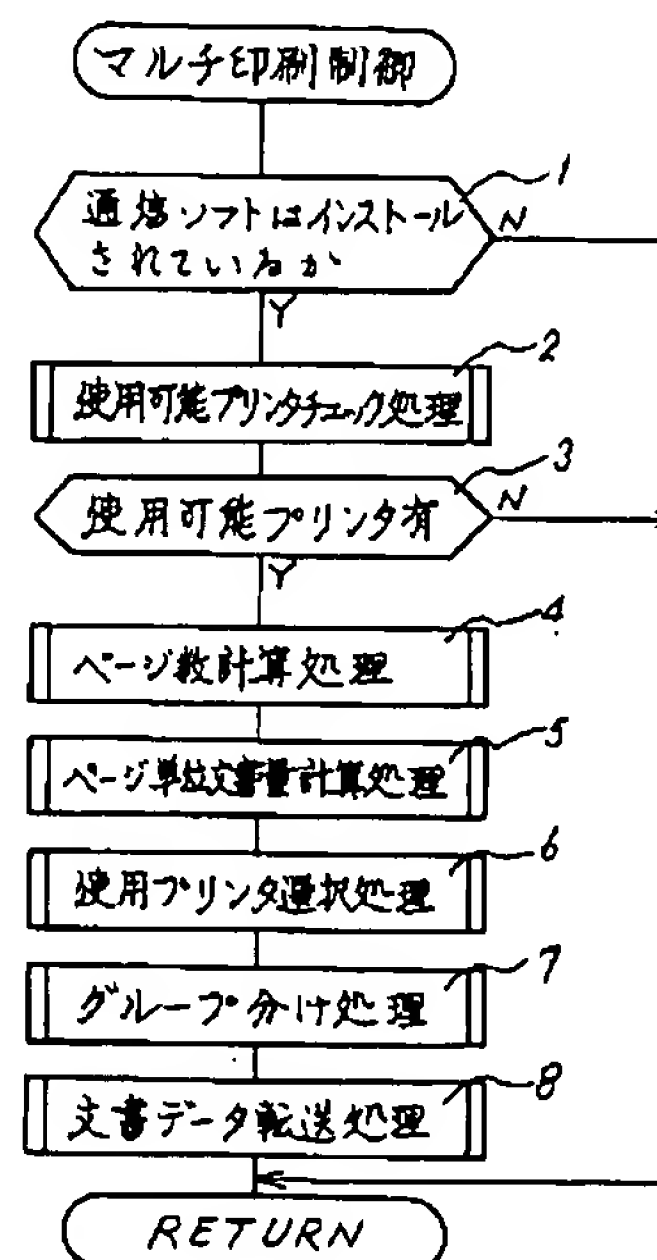 マルチ印刷制御
1
通信ソフトはインストール
されているか
N
Y
2
使用可能プリンタチェック処理
3
使用可能プリンタ有
N
Y
4
ページ数計算処理
5
ページ単位文書量計算処理
6
使用プリンタ選択処理
7
グループ分け処理
8
文書データ転送処理
RETURN